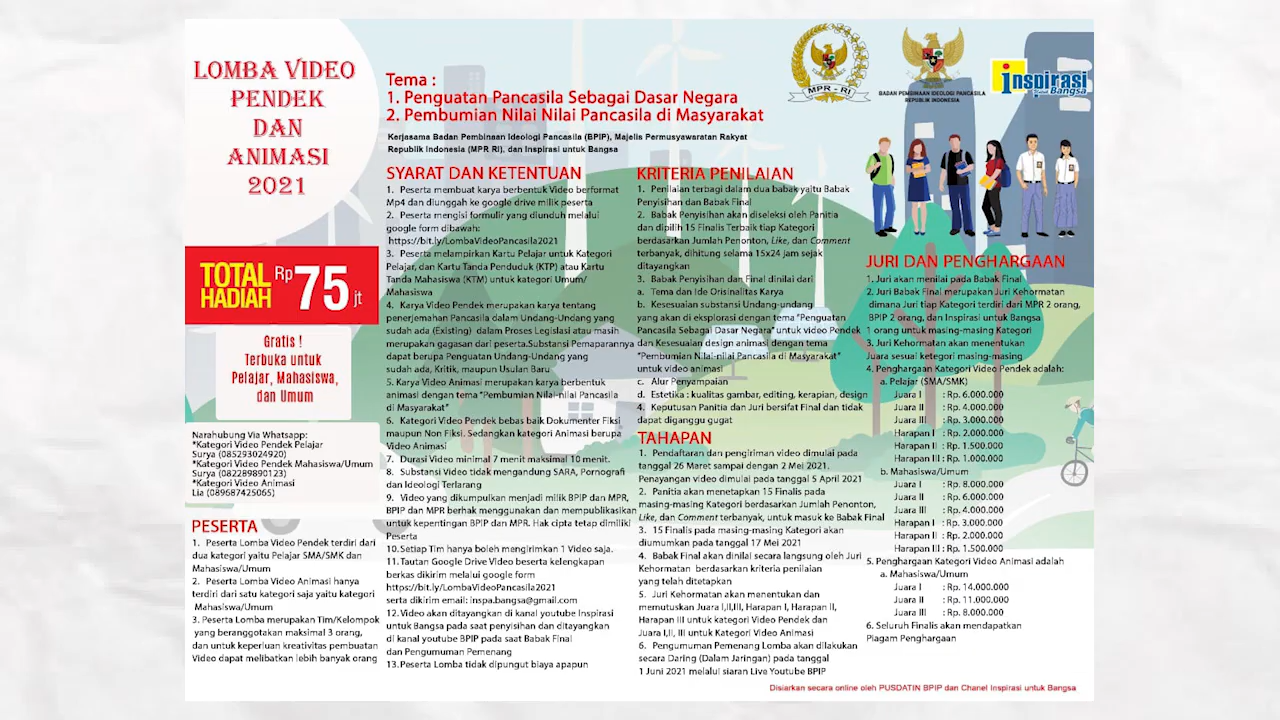 LOMBA VIDEO
PENDEK
DAN
ANIMASI
2021
TOTAL
HADIAH
Rp 75 jt
Gratis !
Terbuka untuk
Pelajar, Mahasiswa,
dan Umum
Narahubung Via Whatsapp:
*Kategori Video Pendek Pelajar
Surya (085293024920)
*Kategori Video Pendek Mahasiswa/Umum
Surya (082289890123)
*Kategori Video Animasi
Lia (089687425065)
PESERTA
1. Peserta Lomba Video Pendek terdiri dari
dua kategori yaitu Pelajar SMA/SMK dan
Mahasiswa/Umum
2. Peserta Lomba Video Animasi hanya
terdiri dari satu kategori saja yaitu kategori
Mahasiswa/Umum
3. Peserta Lomba merupakan Tim/Kelompok
yang beranggotakan maksimal 3 orang,
dan untuk keperluan kreativitas pembuatan
Video dapat melibatkan lebih banyak orang
Tema :
1. Penguatan Pancasila Sebagai Dasar Negara
2. Pembumian Nilai Nilai Pancasila di Masyarakat
Kerjasama Badan Pembinaan Ideologi Pancasila (BPIP), Majelis Permusyawaratan Rakyat
Republik Indonesia (MPR RI), dan Inspirasi untuk Bangsa
SYARAT DAN KETENTUAN
1. Peserta membuat karya berbentuk Video berformat
Mp4 dan diunggah ke google drive milik peserta
2. Peserta mengisi formulir yang diunduh melalui
google form dibawah:
https://bit.ly/LombaVideoPancasila2021
3. Peserta melampirkan Kartu Pelajar untuk Kategori
Pelajar, dan Kartu Tanda Penduduk (KTP) atau Kartu
Tanda Mahasiswa (KTM) untuk kategori Umum/
Mahasiswa
4. Karya Video Pendek merupakan karya tentang
penerjemahan Pancasila dalam Undang-Undang yang
sudah ada (Existing) dalam Proses Legislasi atau masih
merupakan gagasan dari peserta.Substansi Pemaparannya
dapat berupa Penguatan Undang-Undang yang
sudah ada, Kritik, maupun Usulan Baru
5. Karya Video Animasi merupakan karya berbentuk
animasi dengan tema "Pembumian Nilai-nilai Pancasila
di Masyarakat"
6. Kategori Video Pendek bebas baik Dokumenter Fiksi
maupun Non Fiksi. Sedangkan kategori Animasi berupa
Video Animasi
7. Durasi Video minimal 7 menit maksimal 10 menit.
8. Substansi Video tidak mengandung SARA, Pornografi
dan Ideologi Terlarang
9. Video yang dikumpulkan menjadi milik BPIP dan MPR,
BPIP dan MPR berhak menggunakan dan mempublikasikan
untuk kepentingan BPIP dan MPR. Hak cipta tetap dimiliki
Peserta
10. Setiap Tim hanya boleh mengirimkan 1 Video saja.
11. Tautan Google Drive Video beserta kelengkapan
berkas dikirim melalui google form
https://bit.ly/LombaVideoPancasila2021
serta dikirim email: inspa.bangsa@gmail.com
12. Video akan ditayangkan di kanal youtube Inspirasi
untuk Bangsa pada saat penyisihan dan ditayangkan
di kanal youtube BPIP pada saat Babak Final
dan Pengumuman Pemenang
13. Peserta Lomba tidak dipungut biaya apapun
KRITERIA PENILAIAN
1. Penilaian terbagi dalam dua babak yaitu Babak
Penyisihan dan Babak Final
2. Babak Penyisihan akan diseleksi oleh Panitia
dan dipilih 15 Finalis Terbaik tiap Kategori
berdasarkan Jumlah Penonton, Like, dan Comment
terbanyak, dihitung selama 15x24 jam sejak
ditayangkan
3. Babak Penyisihan dan Final dinilai dari
a. Tema dan Ide Orisinalitas Karya
b. Kesesuaian substansi Undang-undang
yang akan di eksplorasi dengan tema "Penguatan
Pancasila Sebagai Dasar Negara" untuk video Pendek
dan Kesesuaian design animasi dengan tema
"Pembumian Nilai-nilai Pancasila di Masyarakat"
untuk video animasi
c. Alur Penyampaian
d. Estetika : kualitas gambar, editing, kerapian, design
4. Keputusan Panitia dan Juri bersifat Final dan tidak
dapat diganggu gugat
TAHAPAN
1. Pendaftaran dan pengiriman video dimulai pada
tanggal 26 Maret sampai dengan 2 Mei 2021.
Penayangan video dimulai pada tanggal 5 April 2021
2. Panitia akan menetapkan 15 Finalis pada
masing-masing Kategori berdasarkan Jumlah Penonton,
Like, dan Comment terbanyak, untuk masuk ke Babak Final
3. 15 Finalis pada masing-masing Kategori akan
diumumkan pada tanggal 17 Mei 2021
4. Babak Final akan dinilai secara langsung oleh Juri
Kehormatan berdasarkan kriteria penilaian
yang telah ditetapkan
5. Juri Kehormatan akan menentukan dan
memutuskan Juara I,II,III, Harapan I, Harapan II,
Harapan III untuk kategori Video Pendek dan
Juara I,II, III untuk Kategori Video Animasi
6. Pengumuman Pemenang Lomba akan dilakukan
secara Daring (Dalam Jaringan) pada tanggal
1 Juni 2021 melalui siaran Live Youtube BPIP
MPR - RI
BADAN PEMBINAAN IDEOLOGI PANCASILA
REPUBLIK INDONESIA
inspirasi
untuk Bangsa
JURI DAN PENGHARGAAN
1. Juri akan menilai pada Babak Final
2. Juri Babak Final merupakan Juri Kehormatan
dimana Juri tiap Kategori terdiri dari MPR 2 orang,
BPIP 2 orang, dan Inspirasi untuk Bangsa
1 orang untuk masing-masing Kategori
3. Juri Kehormatan akan menentukan
Juara sesuai ketegori masing-masing
4. Penghargaan Kategori Video Pendek adalah:
a. Pelajar (SMA/SMK)
Juara I : Rp. 6.000.000
Juara II : Rp. 4.000.000
Juara III : Rp. 3.000.000
Harapan I : Rp. 2.000.000
Harapan II : Rp. 1.500.000
Harapan III : Rp. 1.000.000
b. Mahasiswa/Umum
Juara I : Rp. 8.000.000
Juara II : Rp. 6.000.000
Juara III : Rp. 4.000.000
Harapan I : Rp. 3.000.000
Harapan II : Rp. 2.000.000
Harapan III : Rp. 1.500.000
5. Penghargaan Kategori Video Animasi adalah
a. Mahasiswa/Umum
Juara I : Rp. 14.000.000
Juara II : Rp. 11.000.000
Juara III : Rp. 8.000.000
6. Seluruh Finalis akan mendapatkan
Piagam Penghargaan
Disiarkan secara online oleh PUSDATIN BPIP dan Chanel Inspirasi untuk Bangsa